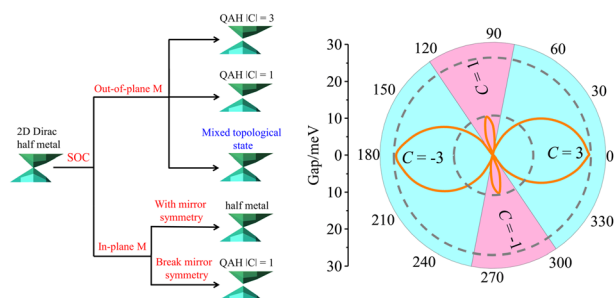 QAH |C| = 3
Out-of-plane M
QAH |C| = 1
2D Dirac
half metal
SOC
Mixed topological
state
With mirror
symmetry
half metal
In-plane M
Break mirror
symmetry
QAH |C| = 1
Gap/meV
30
25
20
15
10
5
0
5
10
15
20
25
30
90
120
60
150
30
180
0
210
330
240
300
270
C = 1
C = -3
C = 3
C = -1